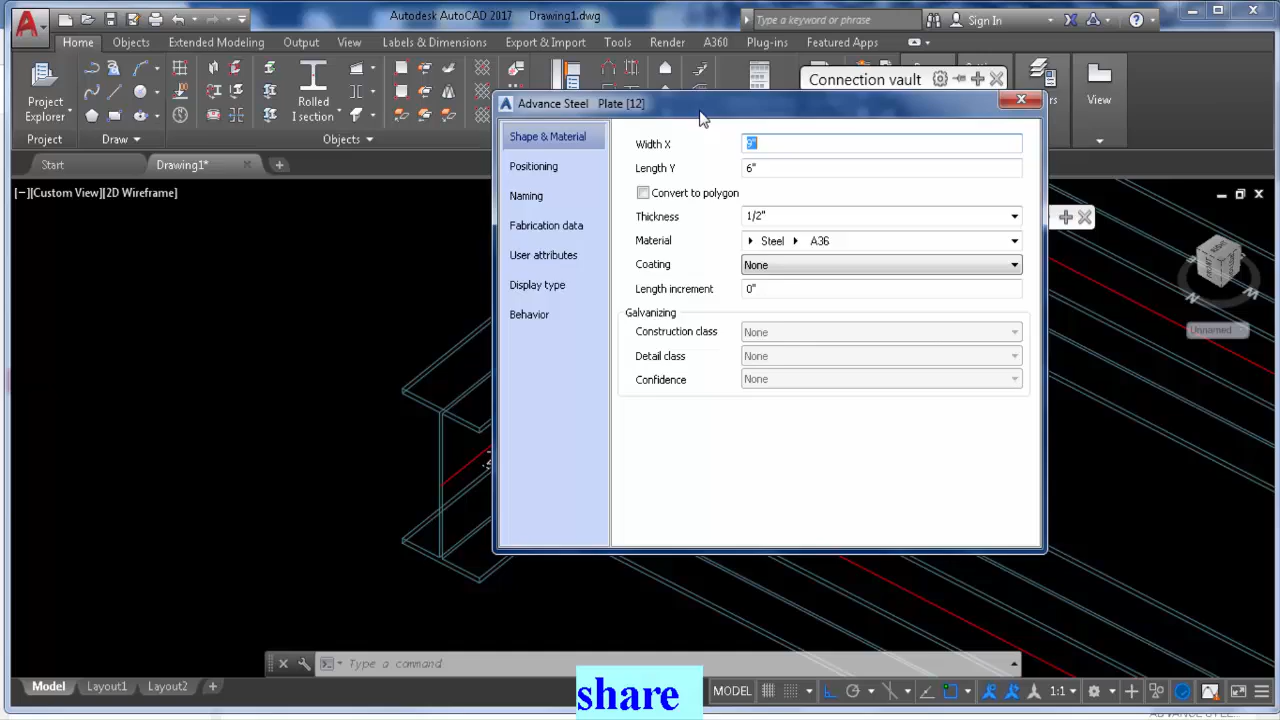 Autodesk AutoCAD 2017 Drawing1.dwg
Type a keyword or phrase
Sign In
Home
Objects
Extended Modeling
Output
View
Labels & Dimensions
Export & Import
Tools
Render
A360
Plug-ins
Featured Apps
Connection vault
Project
Explorer
Rolled
I section
View
Project
Draw
Objects
Start
Drawing1*
[−][Custom View][2D Wireframe]
Advance Steel Plate [12]
Shape & Material
Positioning
Naming
Fabrication data
User attributes
Display type
Behavior
Width X 9"
Length Y 6"
Convert to polygon
Thickness 1/2"
Material Steel A36
Coating None
Length increment 0"
Galvanizing
Construction class None
Detail class None
Confidence None
Unnamed
Type a command
Model
Layout1
Layout2
share
MODEL
1:1